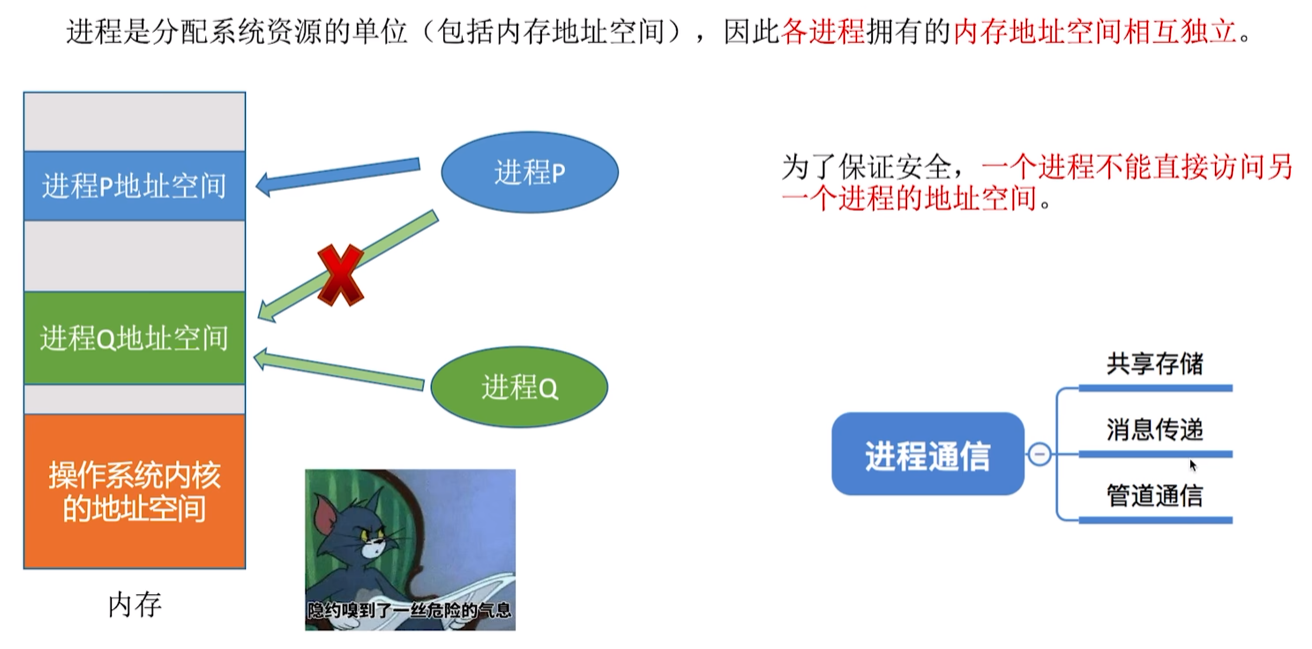 进程是分配系统资源的单位（包括内存地址空间），因此各进程拥有的内存地址空间相互独立。
进程P地址空间
进程P
为了保证安全，一个进程不能直接访问另
一个进程的地址空间。
进程Q地址空间
进程Q
操作系统内核
的地址空间
内存
隐约嗅到了一丝危险的气息
进程通信
共享存储
消息传递
管道通信